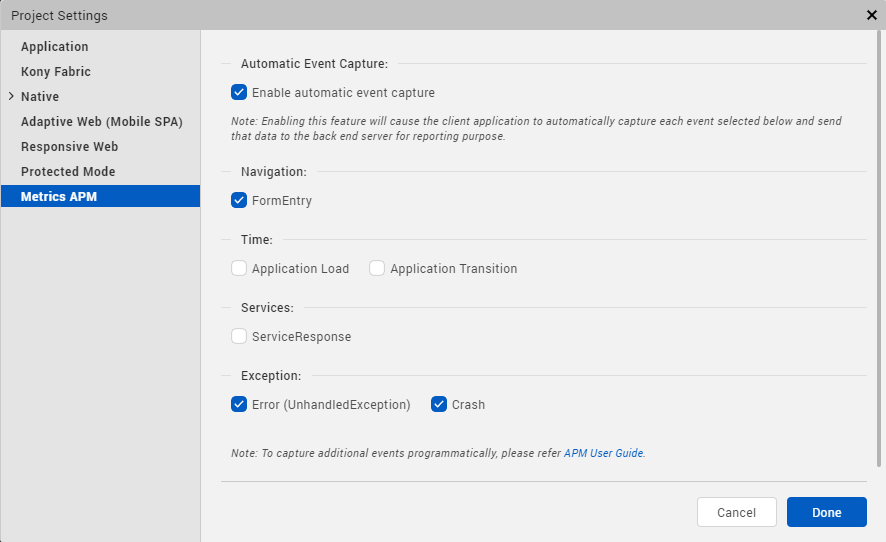 Project Settings
Application
Kony Fabric
Native
Adaptive Web (Mobile SPA)
Responsive Web
Protected Mode
Metrics APM
Automatic Event Capture:
Enable automatic event capture
Note: Enabling this feature will cause the client application to automatically capture each event selected below and send
that data to the back end server for reporting purpose.
Navigation:
FormEntry
Time:
Application Load Application Transition
Services:
ServiceResponse
Exception:
Error (UnhandledException) Crash
Note: To capture additional events programmatically, please refer APM User Guide.
Cancel Done